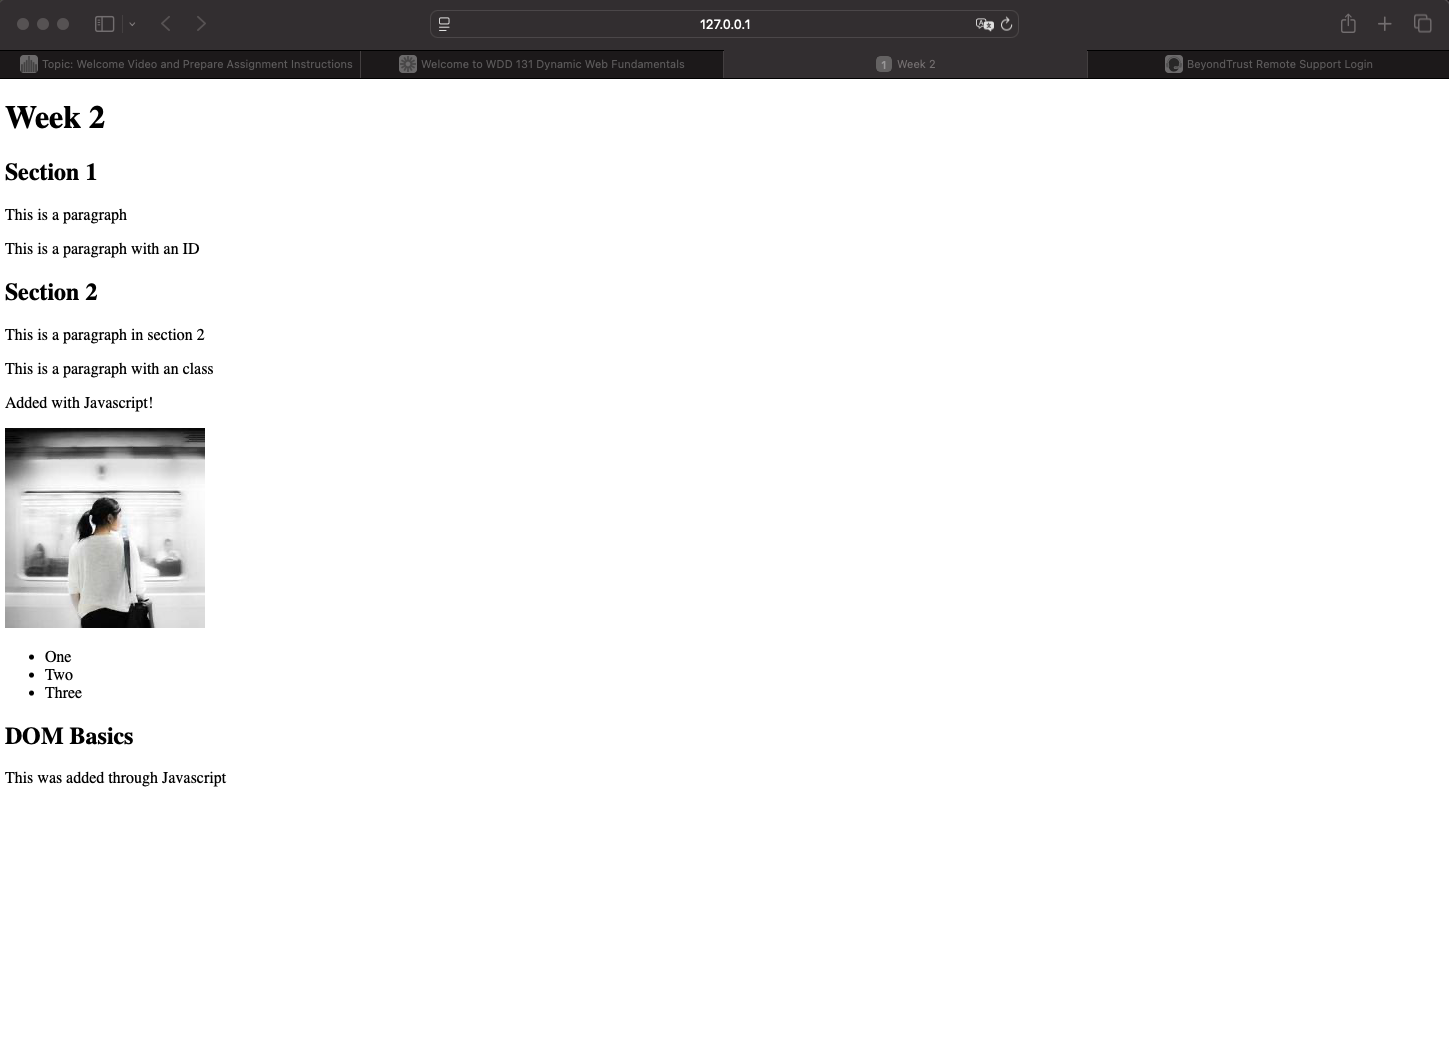 127.0.0.1
Topic: Welcome Video and Prepare Assignment Instructions
Welcome to WDD 131 Dynamic Web Fundamentals
1 Week 2
BeyondTrust Remote Support Login
Week 2
Section 1
This is a paragraph
This is a paragraph with an ID
Section 2
This is a paragraph in section 2
This is a paragraph with an class
Added with Javascript!
• One
• Two
• Three
DOM Basics
This was added through Javascript